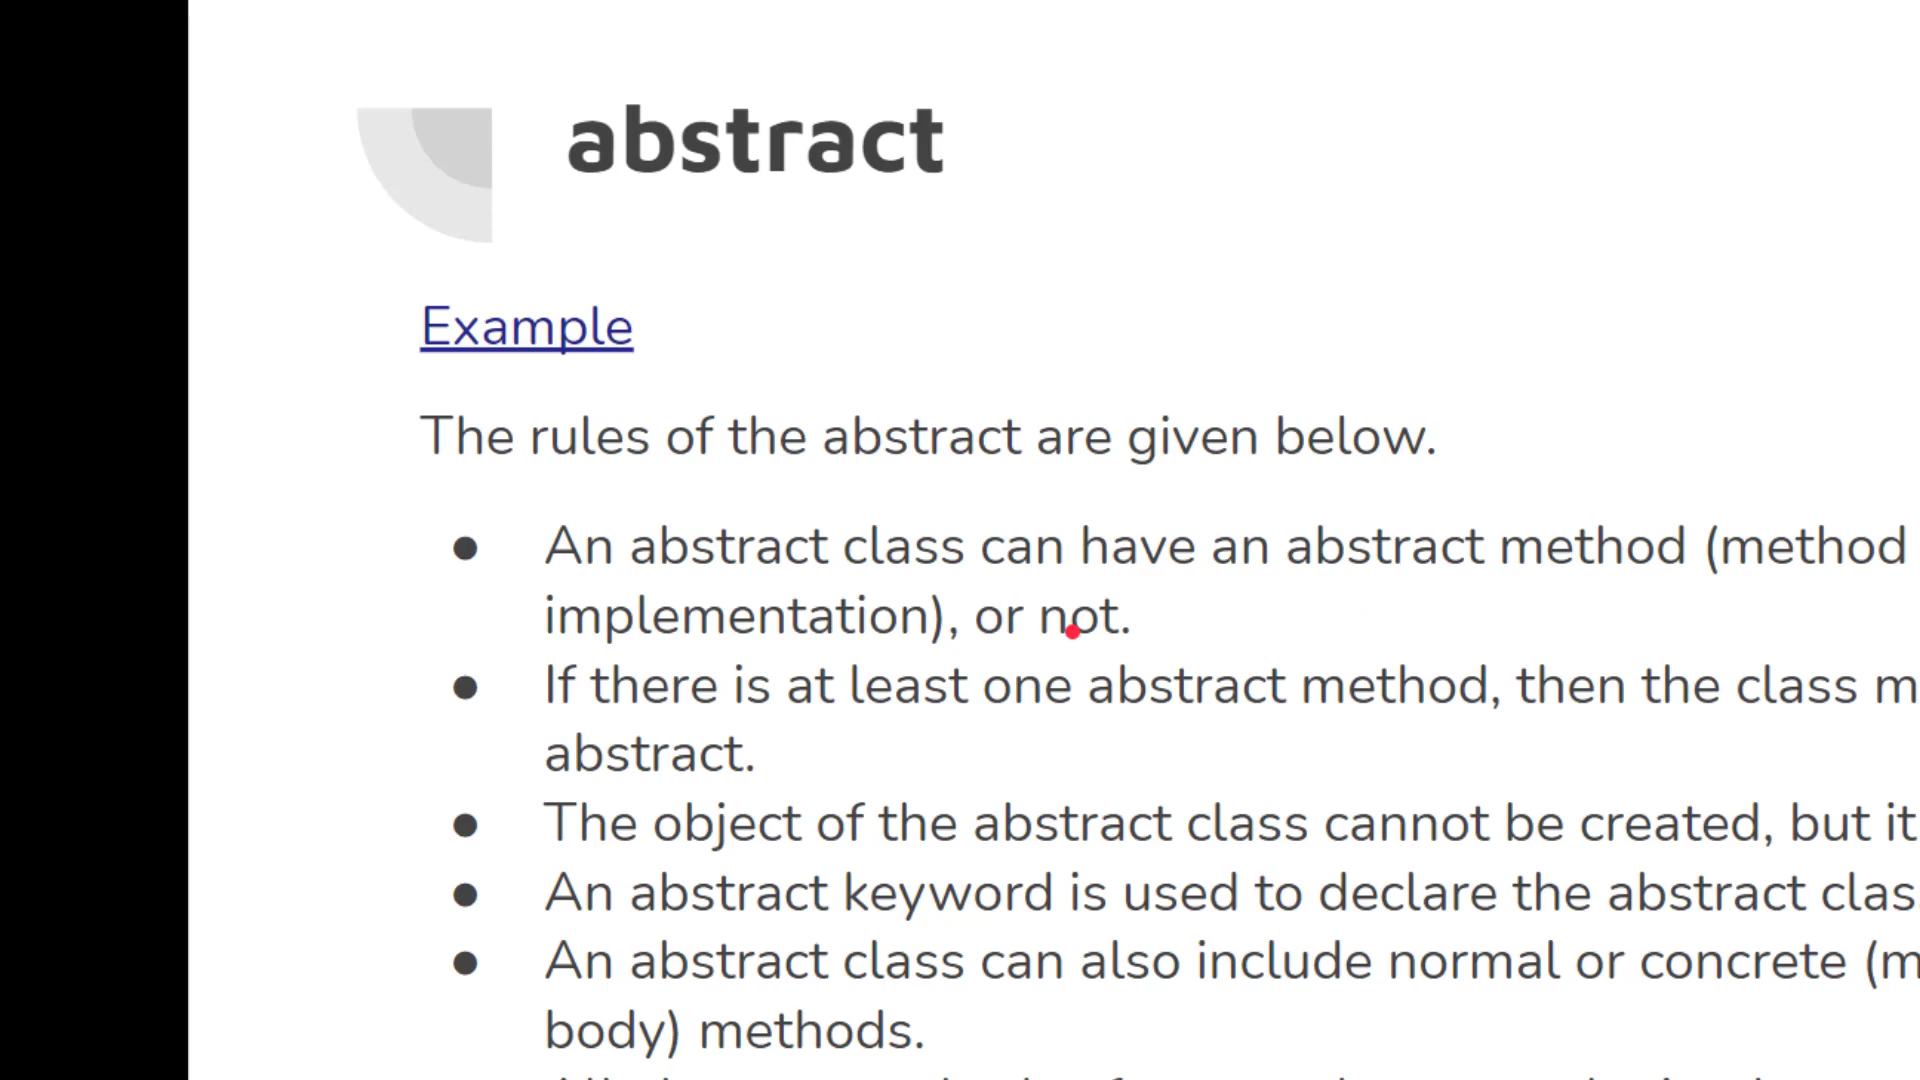 abstract
Example
The rules of the abstract are given below.
● An abstract class can have an abstract method (method
implementation), or not.
● If there is at least one abstract method, then the class
abstract.
● The object of the abstract class cannot be created, but it
● An abstract keyword is used to declare the abstract
● An abstract class can also include normal or concrete
body) methods.